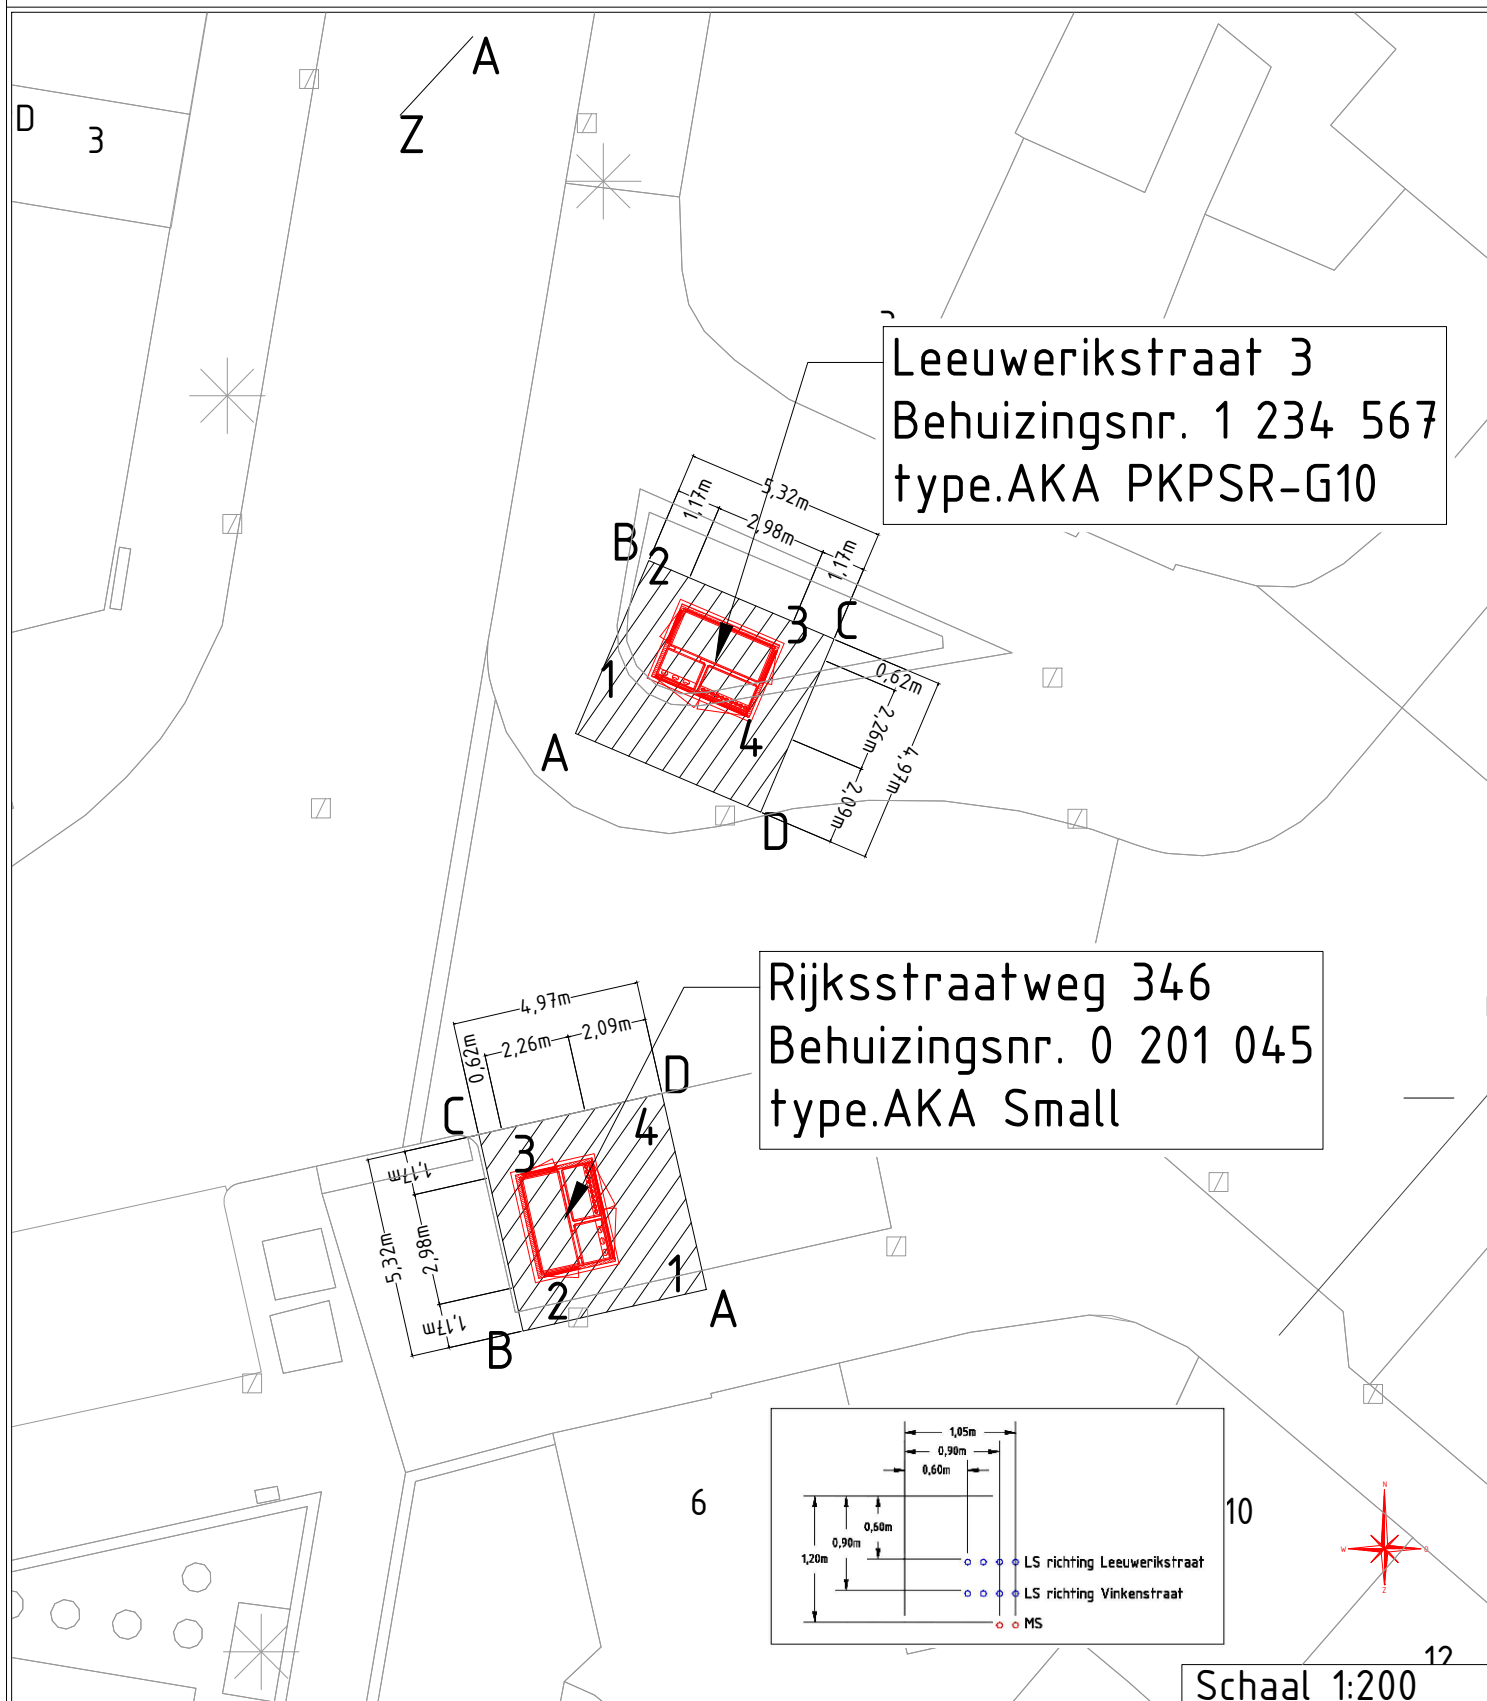 A
Z
D
3
Leeuwerikstraat 3
Behuizingsnr. 1 234 567
type.AKA PKPSR-G10
5,32m
1,17m
2,98m
1,17m
B
2
3
C
1
0,62m
2,26m
4,97m
2,09m
4
A
D
Rijksstraatweg 346
Behuizingsnr. 0 201 045
type.AKA Small
4,97m
2,09m
2,26m
0,62m
D
C
4
3
1,17m
2,98m
5,32m
1,17m
1
2
A
B
1,05m
0,90m
0,60m
0,60m
0,90m
1,20m
LS richting Leeuwerikstraat
LS richting Vinkenstraat
MS
6
10
N
W
O
Z
12
Schaal 1:200